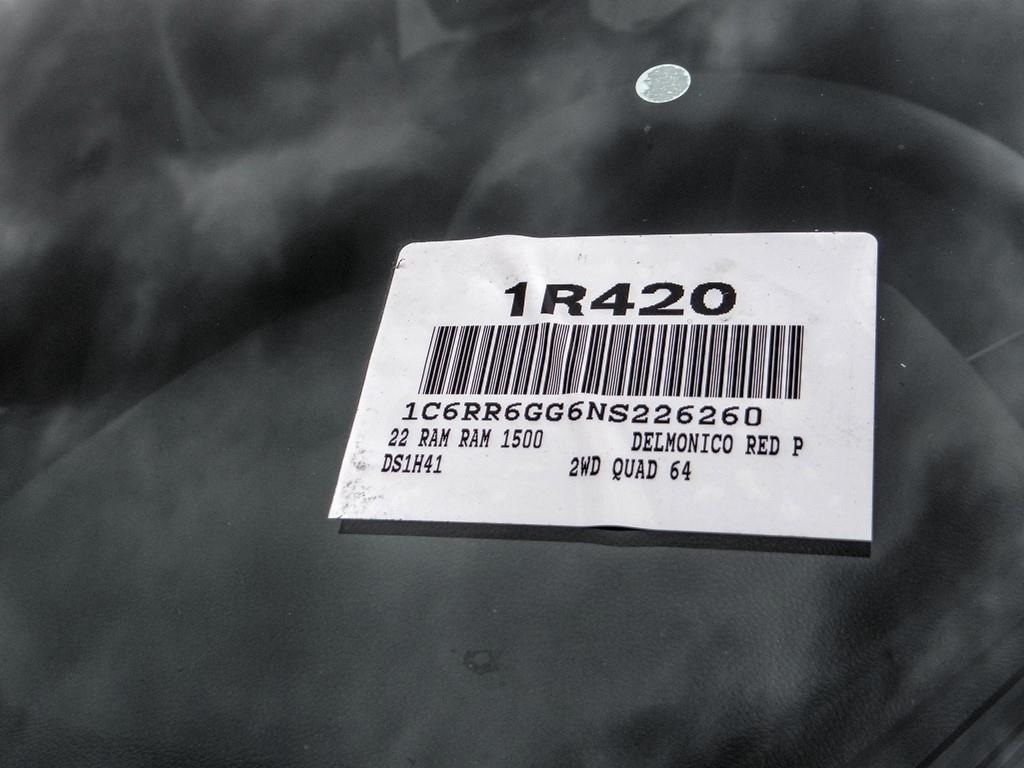 1R420
1C6RR6GG6NS226260
22 RAM RAM 1500 DELMONICO RED P
DS1H41 2WD QUAD 64